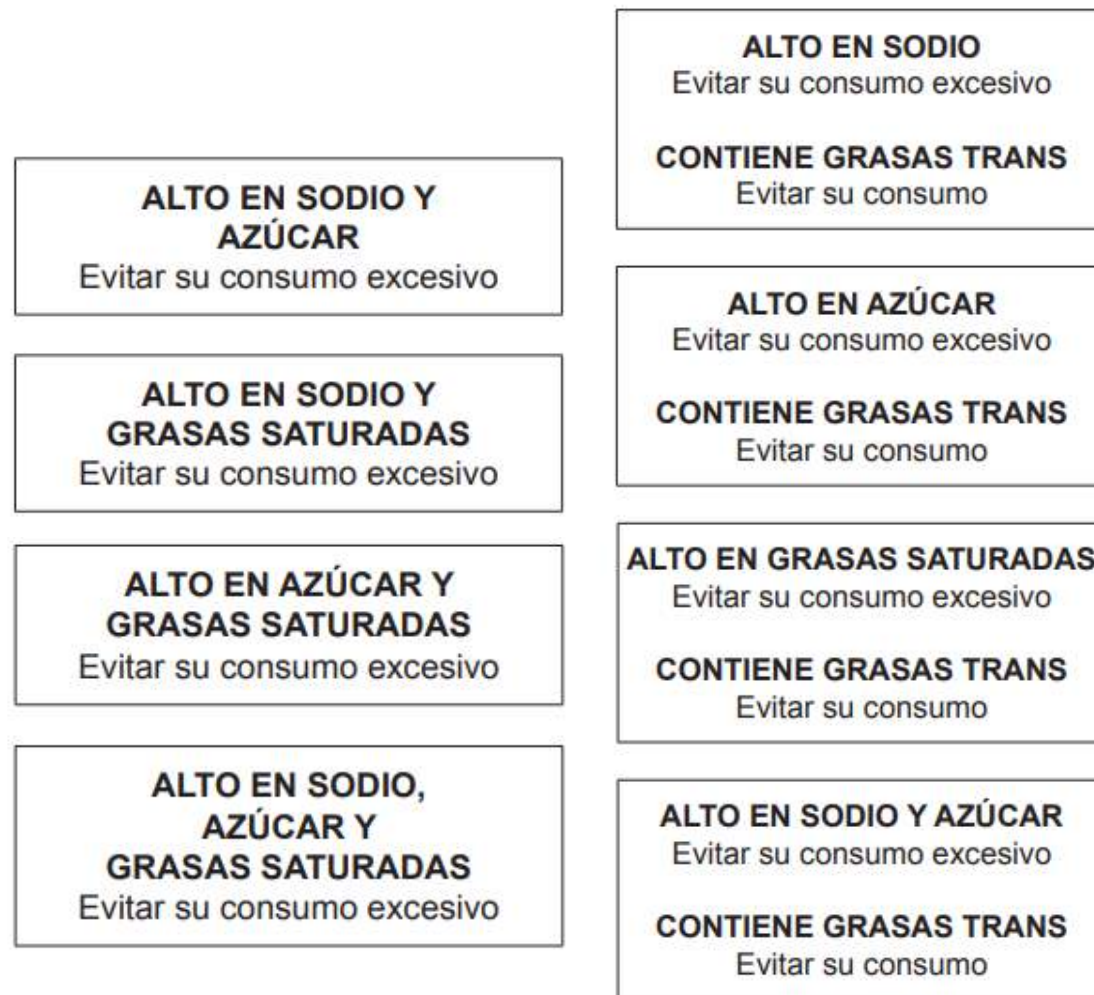 ALTO EN SODIO Y
AZÚCAR
Evitar su consumo excesivo
ALTO EN SODIO Y
GRASAS SATURADAS
Evitar su consumo excesivo
ALTO EN AZÚCAR Y
GRASAS SATURADAS
Evitar su consumo excesivo
ALTO EN SODIO,
AZÚCAR Y
GRASAS SATURADAS
Evitar su consumo excesivo
ALTO EN SODIO
Evitar su consumo excesivo
CONTIENE GRASAS TRANS
Evitar su consumo
ALTO EN AZÚCAR
Evitar su consumo excesivo
CONTIENE GRASAS TRANS
Evitar su consumo
ALTO EN GRASAS SATURADAS
Evitar su consumo excesivo
CONTIENE GRASAS TRANS
Evitar su consumo
ALTO EN SODIO Y AZÚCAR
Evitar su consumo excesivo
CONTIENE GRASAS TRANS
Evitar su consumo